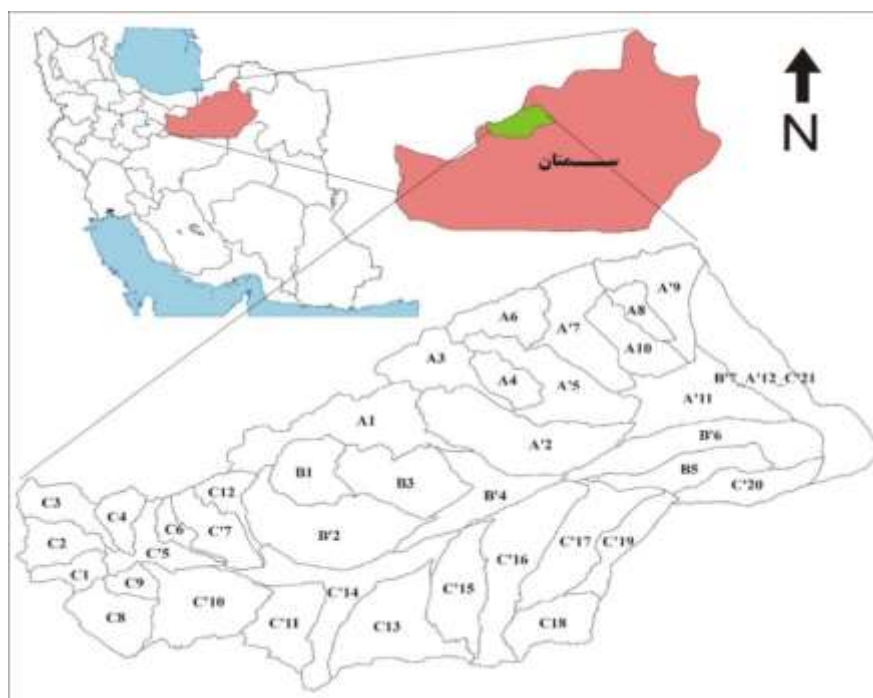 N
سمنان
A'9
A8
A6
A'7
A10
A3
A4
A'5
B'7_A'12_C'21
A'11
A1
A'2
B'6
B1
B3
B5
C'20
B'4
C3
C12
C4
C6
C'7
B'2
C2
C'5
C'16
C'17
C'19
C1
C9
C'14
C'15
C8
C'10
C'11
C13
C18